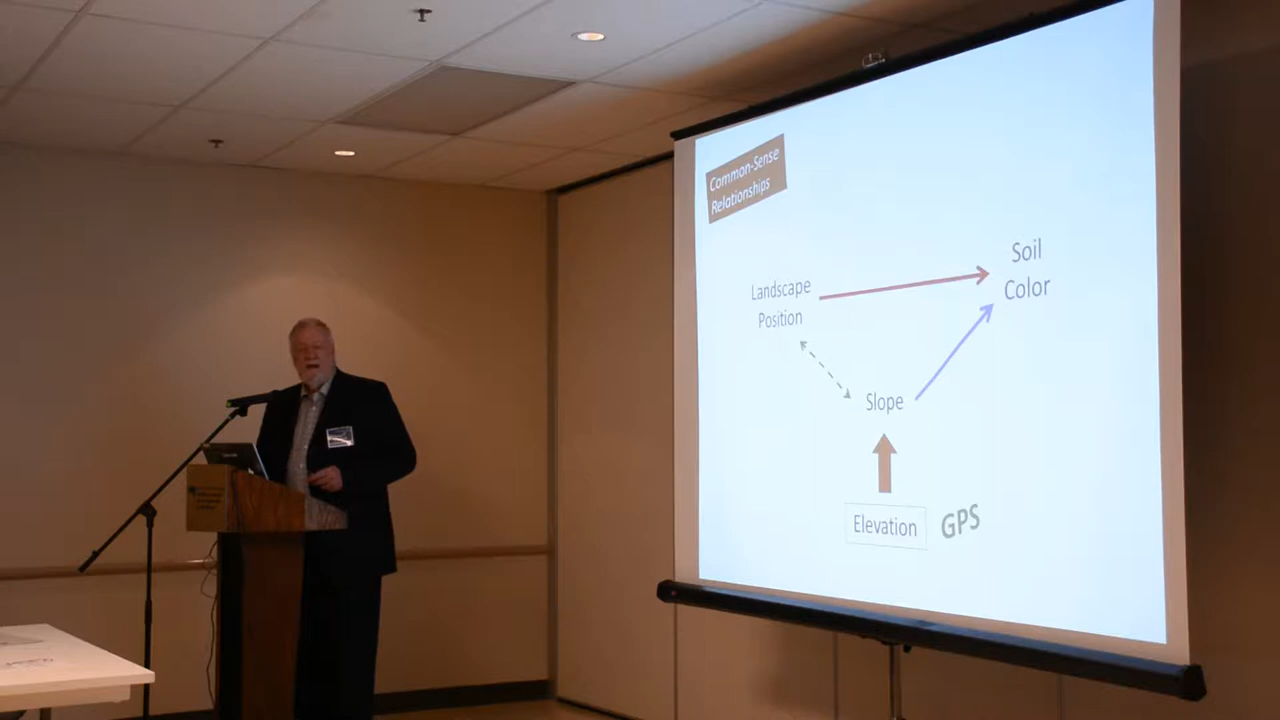 Common-Sense
Relationships
Soil
Color
Landscape
Position
Slope
Elevation
GPS